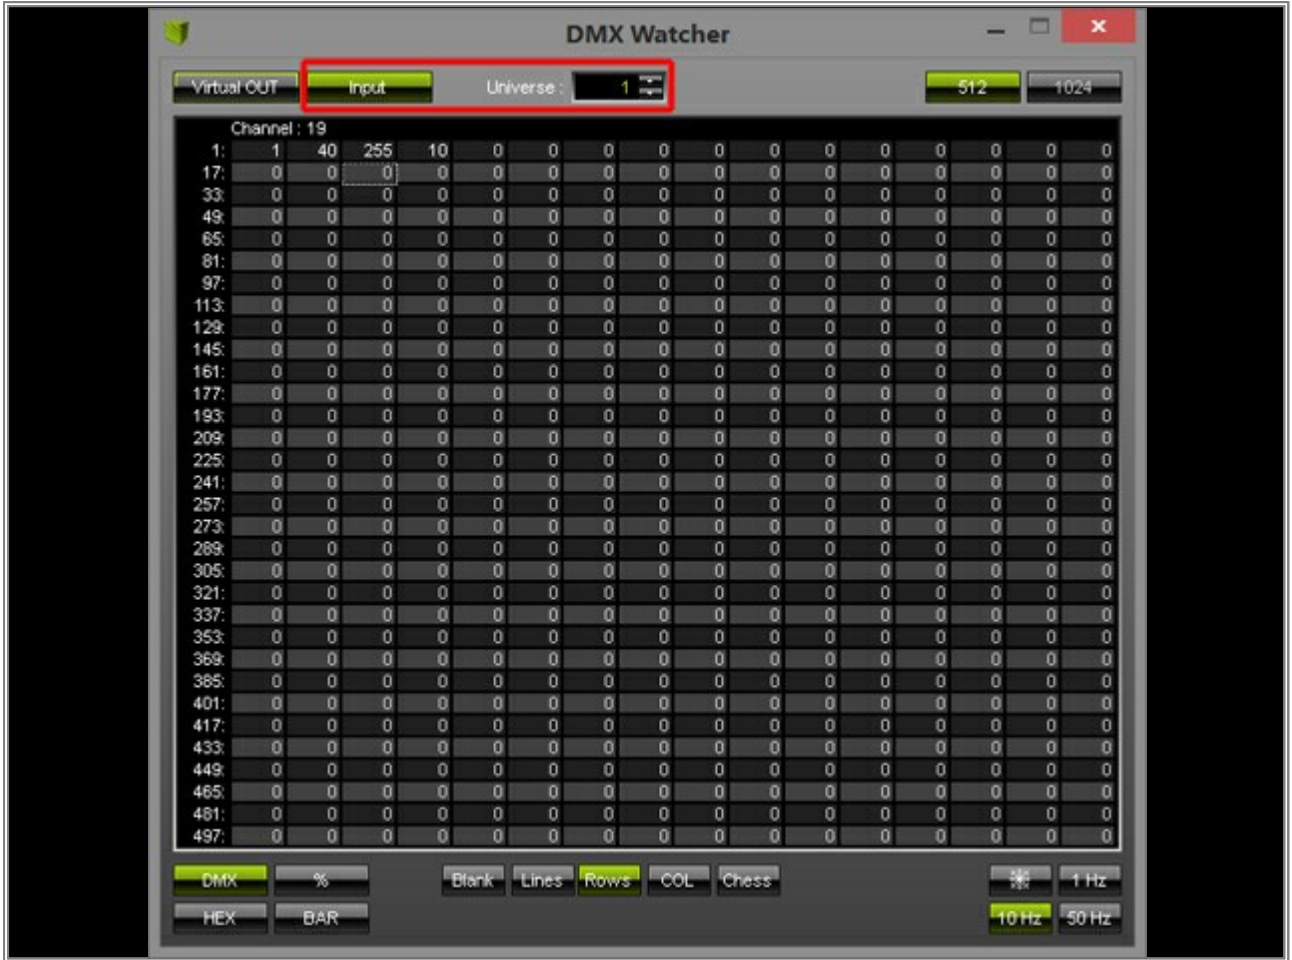 DMX Watcher
Virtual OUT Input Universe : 1 512 1024
Channel : 19
1: 1 40 255 10 0 0 0 0 0 0 0 0 0 0 0 0
17: 0 0 0 0 0 0 0 0 0 0 0 0 0 0 0 0
33: 0 0 0 0 0 0 0 0 0 0 0 0 0 0 0 0
49: 0 0 0 0 0 0 0 0 0 0 0 0 0 0 0 0
65: 0 0 0 0 0 0 0 0 0 0 0 0 0 0 0 0
81: 0 0 0 0 0 0 0 0 0 0 0 0 0 0 0 0
97: 0 0 0 0 0 0 0 0 0 0 0 0 0 0 0 0
113: 0 0 0 0 0 0 0 0 0 0 0 0 0 0 0 0
129: 0 0 0 0 0 0 0 0 0 0 0 0 0 0 0 0
145: 0 0 0 0 0 0 0 0 0 0 0 0 0 0 0 0
161: 0 0 0 0 0 0 0 0 0 0 0 0 0 0 0 0
177: 0 0 0 0 0 0 0 0 0 0 0 0 0 0 0 0
193: 0 0 0 0 0 0 0 0 0 0 0 0 0 0 0 0
209: 0 0 0 0 0 0 0 0 0 0 0 0 0 0 0 0
225: 0 0 0 0 0 0 0 0 0 0 0 0 0 0 0 0
241: 0 0 0 0 0 0 0 0 0 0 0 0 0 0 0 0
257: 0 0 0 0 0 0 0 0 0 0 0 0 0 0 0 0
273: 0 0 0 0 0 0 0 0 0 0 0 0 0 0 0 0
289: 0 0 0 0 0 0 0 0 0 0 0 0 0 0 0 0
305: 0 0 0 0 0 0 0 0 0 0 0 0 0 0 0 0
321: 0 0 0 0 0 0 0 0 0 0 0 0 0 0 0 0
337: 0 0 0 0 0 0 0 0 0 0 0 0 0 0 0 0
353: 0 0 0 0 0 0 0 0 0 0 0 0 0 0 0 0
369: 0 0 0 0 0 0 0 0 0 0 0 0 0 0 0 0
385: 0 0 0 0 0 0 0 0 0 0 0 0 0 0 0 0
401: 0 0 0 0 0 0 0 0 0 0 0 0 0 0 0 0
417: 0 0 0 0 0 0 0 0 0 0 0 0 0 0 0 0
433: 0 0 0 0 0 0 0 0 0 0 0 0 0 0 0 0
449: 0 0 0 0 0 0 0 0 0 0 0 0 0 0 0 0
465: 0 0 0 0 0 0 0 0 0 0 0 0 0 0 0 0
481: 0 0 0 0 0 0 0 0 0 0 0 0 0 0 0 0
497: 0 0 0 0 0 0 0 0 0 0 0 0 0 0 0 0
DMX % Blank Lines Rows COL Chess 1 Hz
HEX BAR 10 Hz 50 Hz